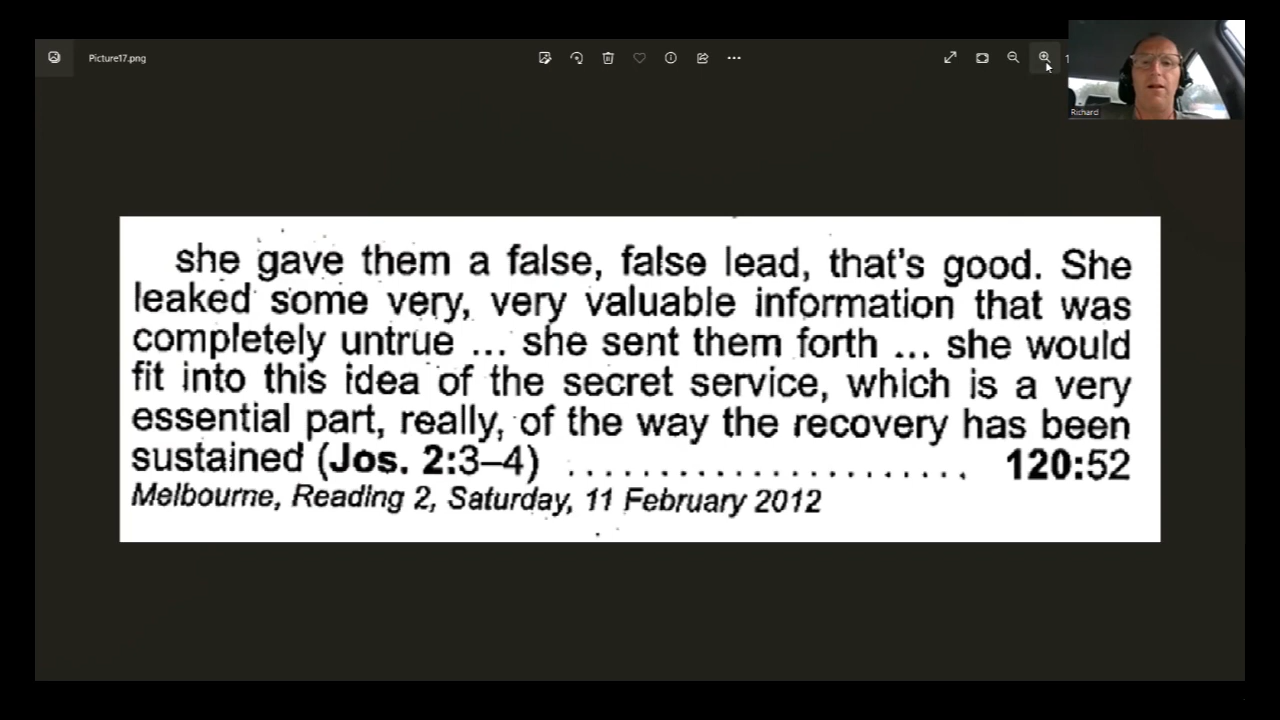 Picture17.png
Richard
she gave them a false, false lead, that's good. She
leaked some very, very valuable information that was
completely untrue ... she sent them forth ... she would
fit into this idea of the secret service, which is a very
essential part, really, of the way the recovery has been
sustained (Jos. 2:3–4) ...................... 120:52
Melbourne, Reading 2, Saturday, 11 February 2012